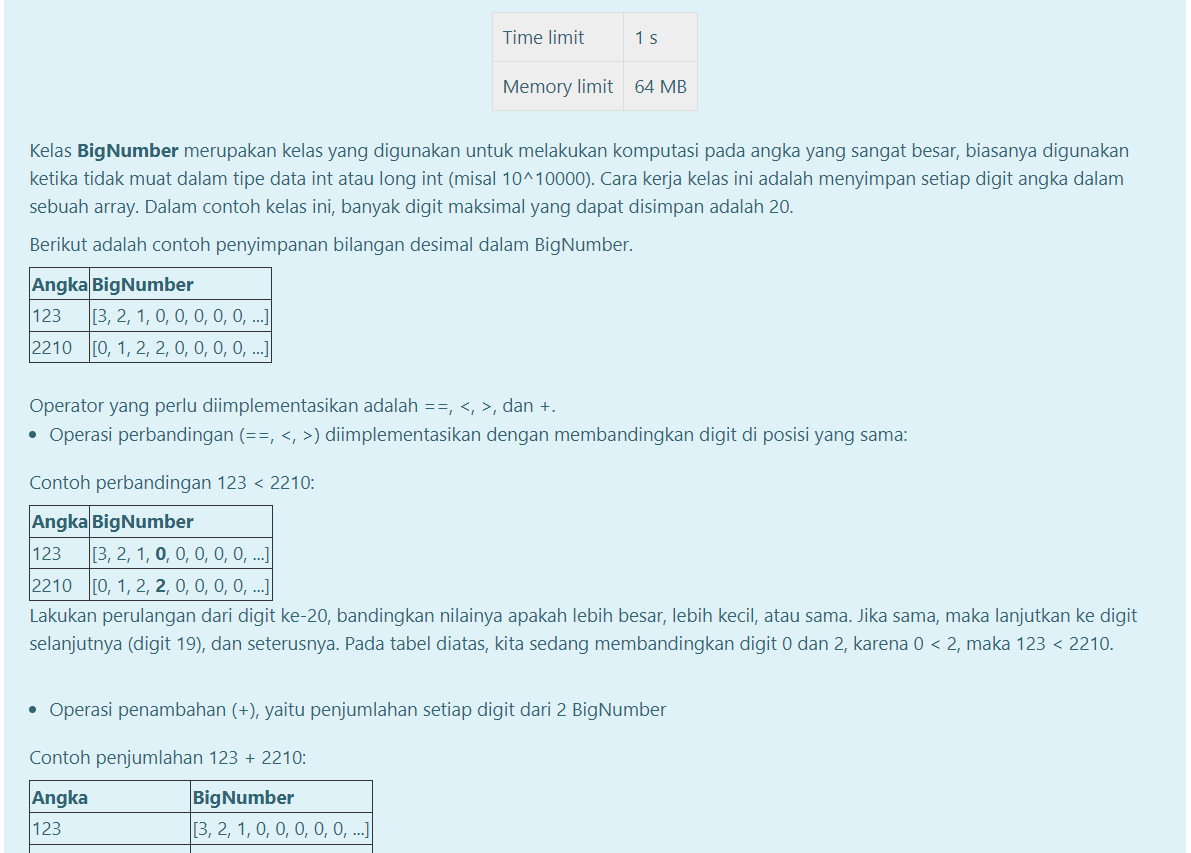 Time limit 1 s
Memory limit 64 MB
Kelas BigNumber merupakan kelas yang digunakan untuk melakukan komputasi pada angka yang sangat besar, biasanya digunakan
ketika tidak muat dalam tipe data int atau long int (misal 10^10000). Cara kerja kelas ini adalah menyimpan setiap digit angka dalam
sebuah array. Dalam contoh kelas ini, banyak digit maksimal yang dapat disimpan adalah 20.
Berikut adalah contoh penyimpanan bilangan desimal dalam BigNumber.
Angka BigNumber
123 [3, 2, 1, 0, 0, 0, 0, 0, ...]
2210 [0, 1, 2, 2, 0, 0, 0, 0, ...]
Operator yang perlu diimplementasikan adalah ==, <, >, dan +.
• Operasi perbandingan (==, <, >) diimplementasikan dengan membandingkan digit di posisi yang sama:
Contoh perbandingan 123 < 2210:
Angka BigNumber
123 [3, 2, 1, 0, 0, 0, 0, 0, ...]
2210 [0, 1, 2, 2, 0, 0, 0, 0, ...]
Lakukan perulangan dari digit ke-20, bandingkan nilainya apakah lebih besar, lebih kecil, atau sama. Jika sama, maka lanjutkan ke digit
selanjutnya (digit 19), dan seterusnya. Pada tabel diatas, kita sedang membandingkan digit 0 dan 2, karena 0 < 2, maka 123 < 2210.
• Operasi penambahan (+), yaitu penjumlahan setiap digit dari 2 BigNumber
Contoh penjumlahan 123 + 2210:
Angka BigNumber
123 [3, 2, 1, 0, 0, 0, 0, 0, ...]